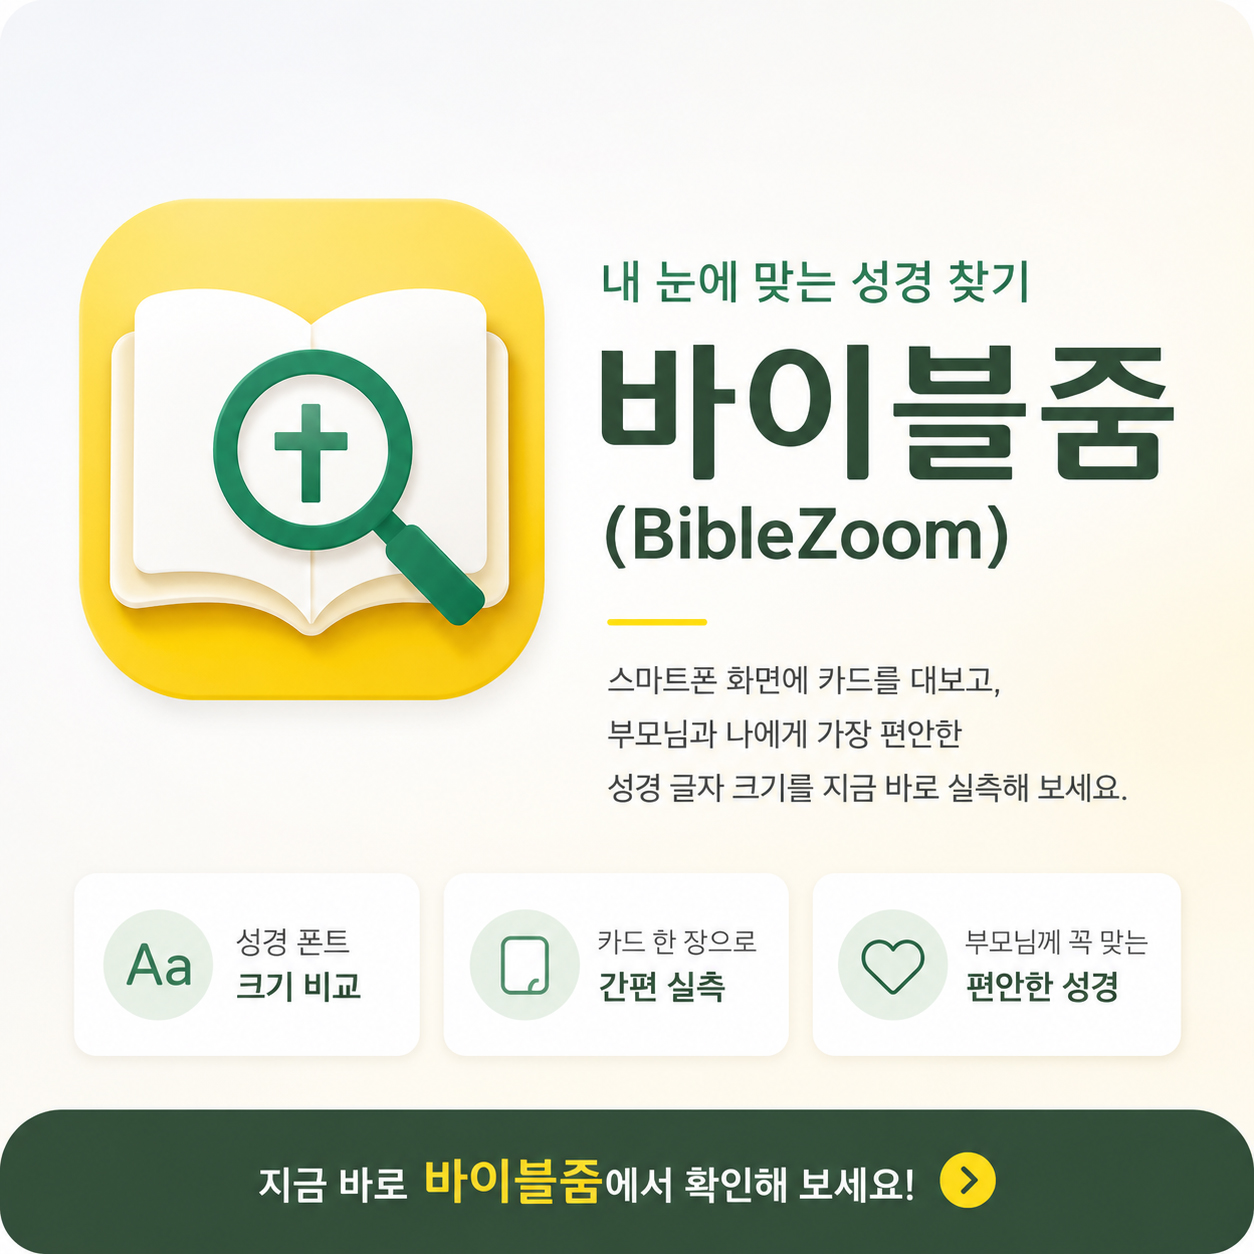 내 눈에 맞는 성경 찾기
바이블줌
(BibleZoom)
스마트폰 화면에 카드를 대보고,
부모님과 나에게 가장 편안한
성경 글자 크기를 지금 바로 실측해 보세요.
Aa
성경 폰트
크기 비교
카드 한 장으로
간편 실측
부모님께 꼭 맞는
편안한 성경
지금 바로 바이블줌에서 확인해 보세요!